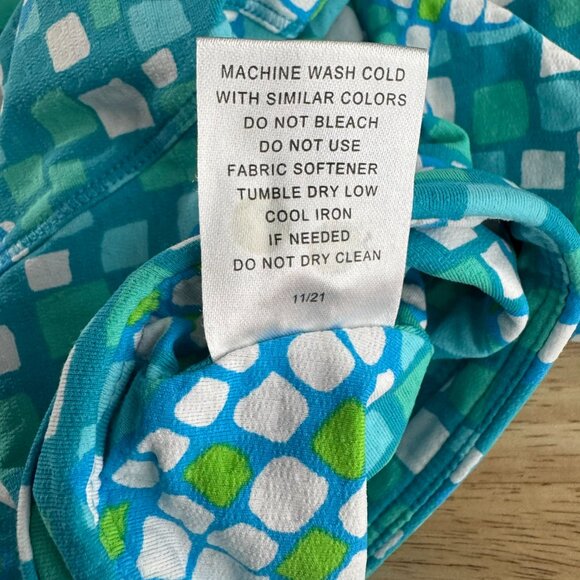 MACHINE WASH COLD
WITH SIMILAR COLORS
DO NOT BLEACH
DO NOT USE
FABRIC SOFTENER
TUMBLE DRY LOW
COOL IRON
IF NEEDED
DO NOT DRY CLEAN
11/21